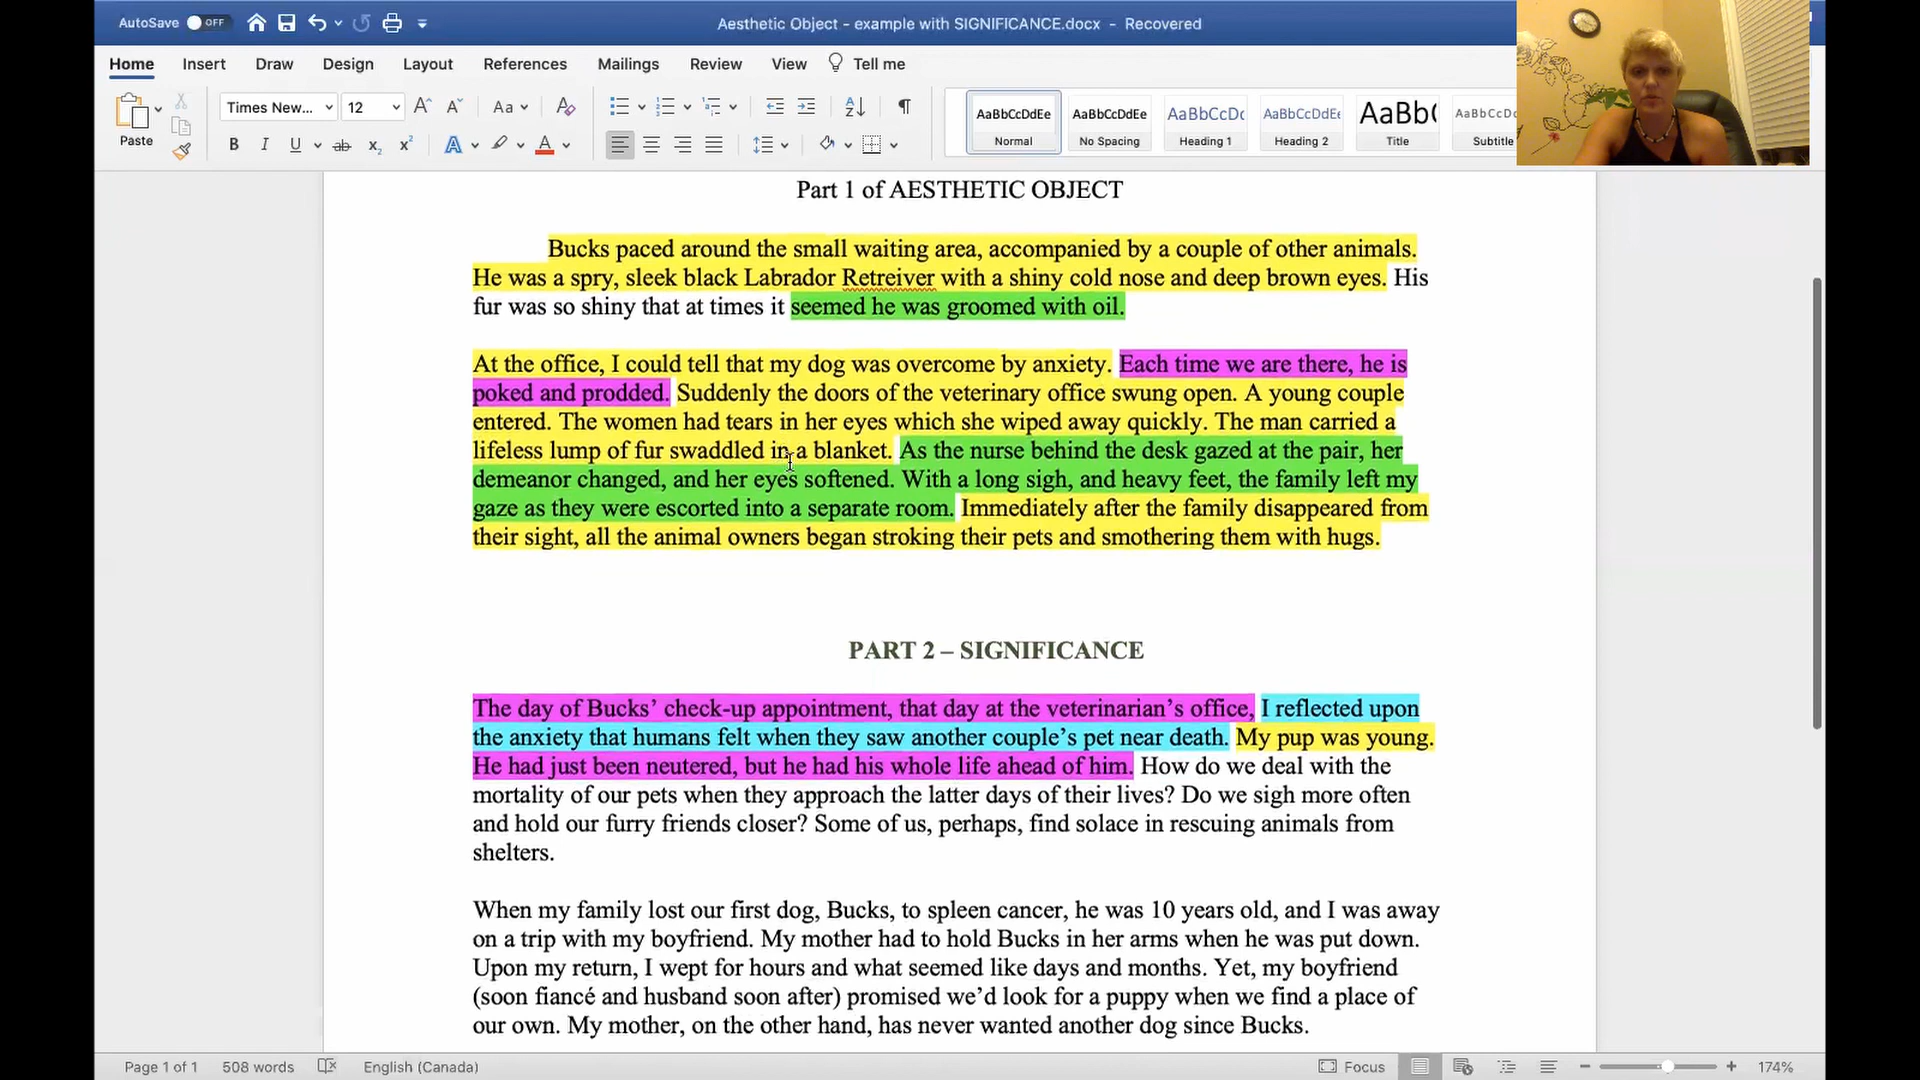 AutoSave OFF
Aesthetic Object - example with SIGNIFICANCE.docx - Recovered
Home Insert Draw Design Layout References Mailings Review View Tell me
Paste
Times New... 12 Aa
AaBbCcDdEe AaBbCcDdEe AaBbCcDc AaBbCcDdEe AaBb( AaBbCcDdEe
Normal No Spacing Heading 1 Heading 2 Title Subtitle
Part 1 of AESTHETIC OBJECT
Bucks paced around the small waiting area, accompanied by a couple of other animals.
He was a spry, sleek black Labrador Retreiver with a shiny cold nose and deep brown eyes. His
fur was so shiny that at times it seemed he was groomed with oil.
At the office, I could tell that my dog was overcome by anxiety. Each time we are there, he is
poked and prodded. Suddenly the doors of the veterinary office swung open. A young couple
entered. The women had tears in her eyes which she wiped away quickly. The man carried a
lifeless lump of fur swaddled in a blanket. As the nurse behind the desk gazed at the pair, her
demeanor changed, and her eyes softened. With a long sigh, and heavy feet, the family left my
gaze as they were escorted into a separate room. Immediately after the family disappeared from
their sight, all the animal owners began stroking their pets and smothering them with hugs.
PART 2 – SIGNIFICANCE
The day of Bucks’ check-up appointment, that day at the veterinarian’s office, I reflected upon
the anxiety that humans felt when they saw another couple’s pet near death. My pup was young.
He had just been neutered, but he had his whole life ahead of him. How do we deal with the
mortality of our pets when they approach the latter days of their lives? Do we sigh more often
and hold our furry friends closer? Some of us, perhaps, find solace in rescuing animals from
shelters.
When my family lost our first dog, Bucks, to spleen cancer, he was 10 years old, and I was away
on a trip with my boyfriend. My mother had to hold Bucks in her arms when he was put down.
Upon my return, I wept for hours and what seemed like days and months. Yet, my boyfriend
(soon fiancé and husband soon after) promised we’d look for a puppy when we find a place of
our own. My mother, on the other hand, has never wanted another dog since Bucks.
Page 1 of 1 508 words English (Canada) Focus 174%